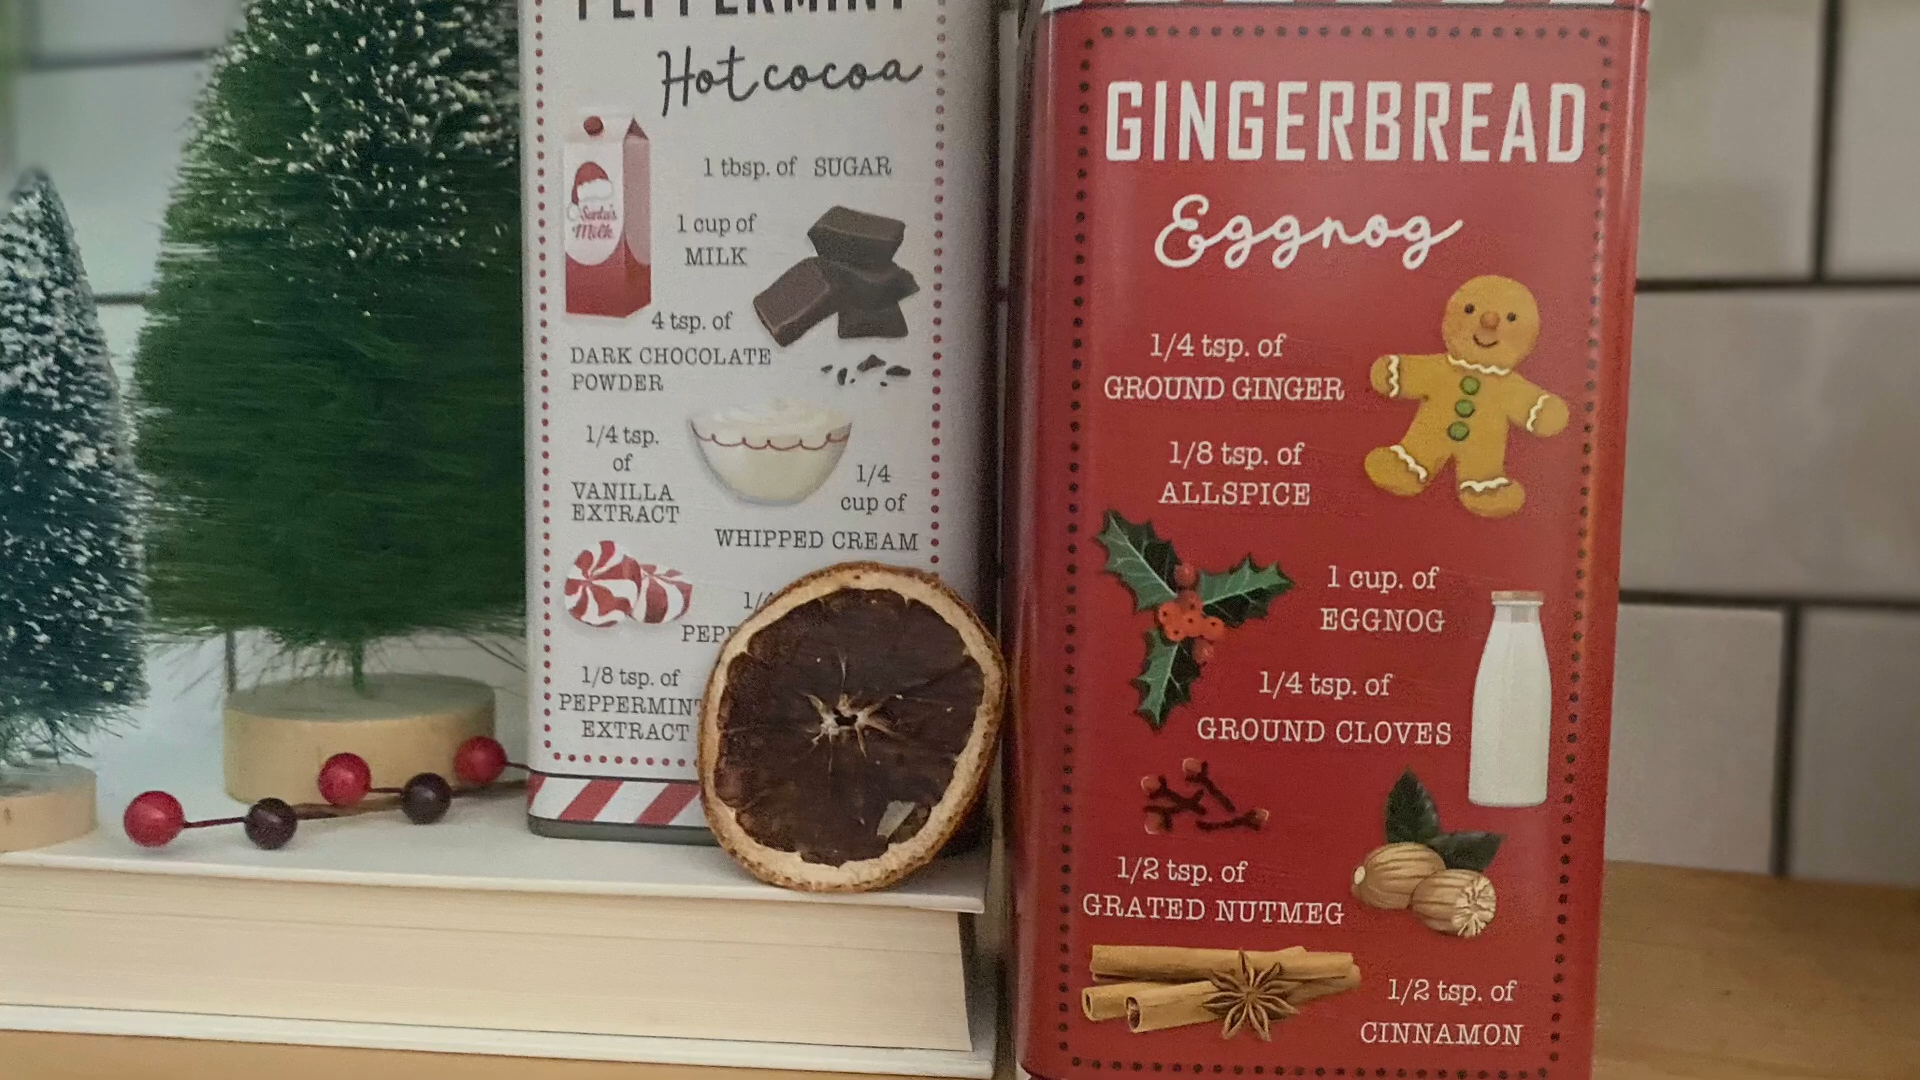 PEPPERMINT
Hot cocoa
Santa's
Milk
1 tbsp. of SUGAR
1 cup of
MILK
4 tsp. of
DARK CHOCOLATE
POWDER
1/4 tsp.
of
VANILLA
EXTRACT
1/4
cup of
WHIPPED CREAM
1/8 tsp. of
PEPPERMINT
EXTRACT
GINGERBREAD
Eggnog
1/4 tsp. of
GROUND GINGER
1/8 tsp. of
ALLSPICE
1 cup. of
EGGNOG
1/4 tsp. of
GROUND CLOVES
1/2 tsp. of
GRATED NUTMEG
1/2 tsp. of
CINNAMON